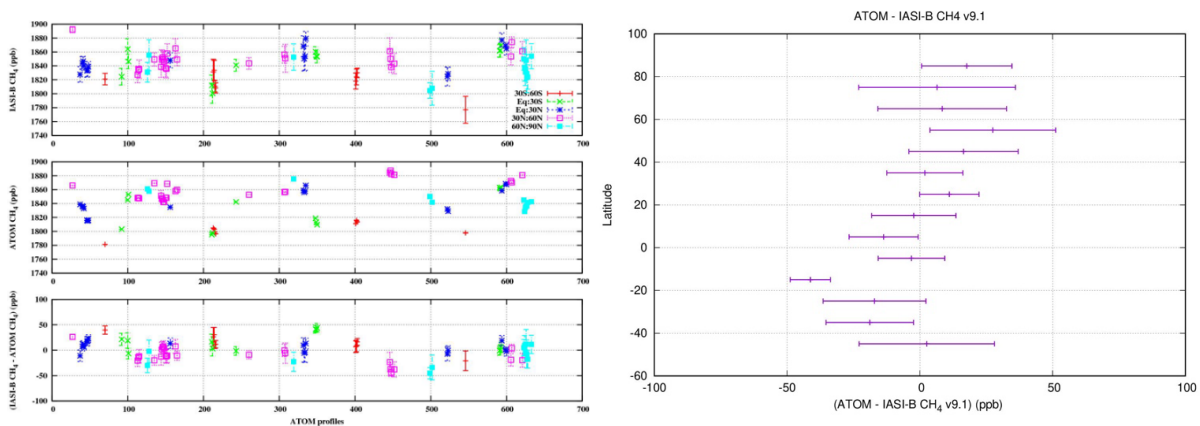 1900
1880
1860
1840
1820
1800
1780
1760
1740
IASI-B CH4 (ppb)
30S:60S
Eq:30S
Eq:30N
30N:60N
60N:90N
0 100 200 300 400 500 600 700
1900
1880
1860
1840
1820
1800
1780
1760
1740
ATOM CH4 (ppb)
0 100 200 300 400 500 600 700
100
50
0
-50
-100
(IASI-B CH4 - ATOM CH4) (ppb)
0 100 200 300 400 500 600 700
ATOM profiles
ATOM - IASI-B CH4 v9.1
100
80
60
40
20
0
-20
-40
-60
Latitude
-100 -50 0 50 100
(ATOM - IASI-B CH4 v9.1) (ppb)